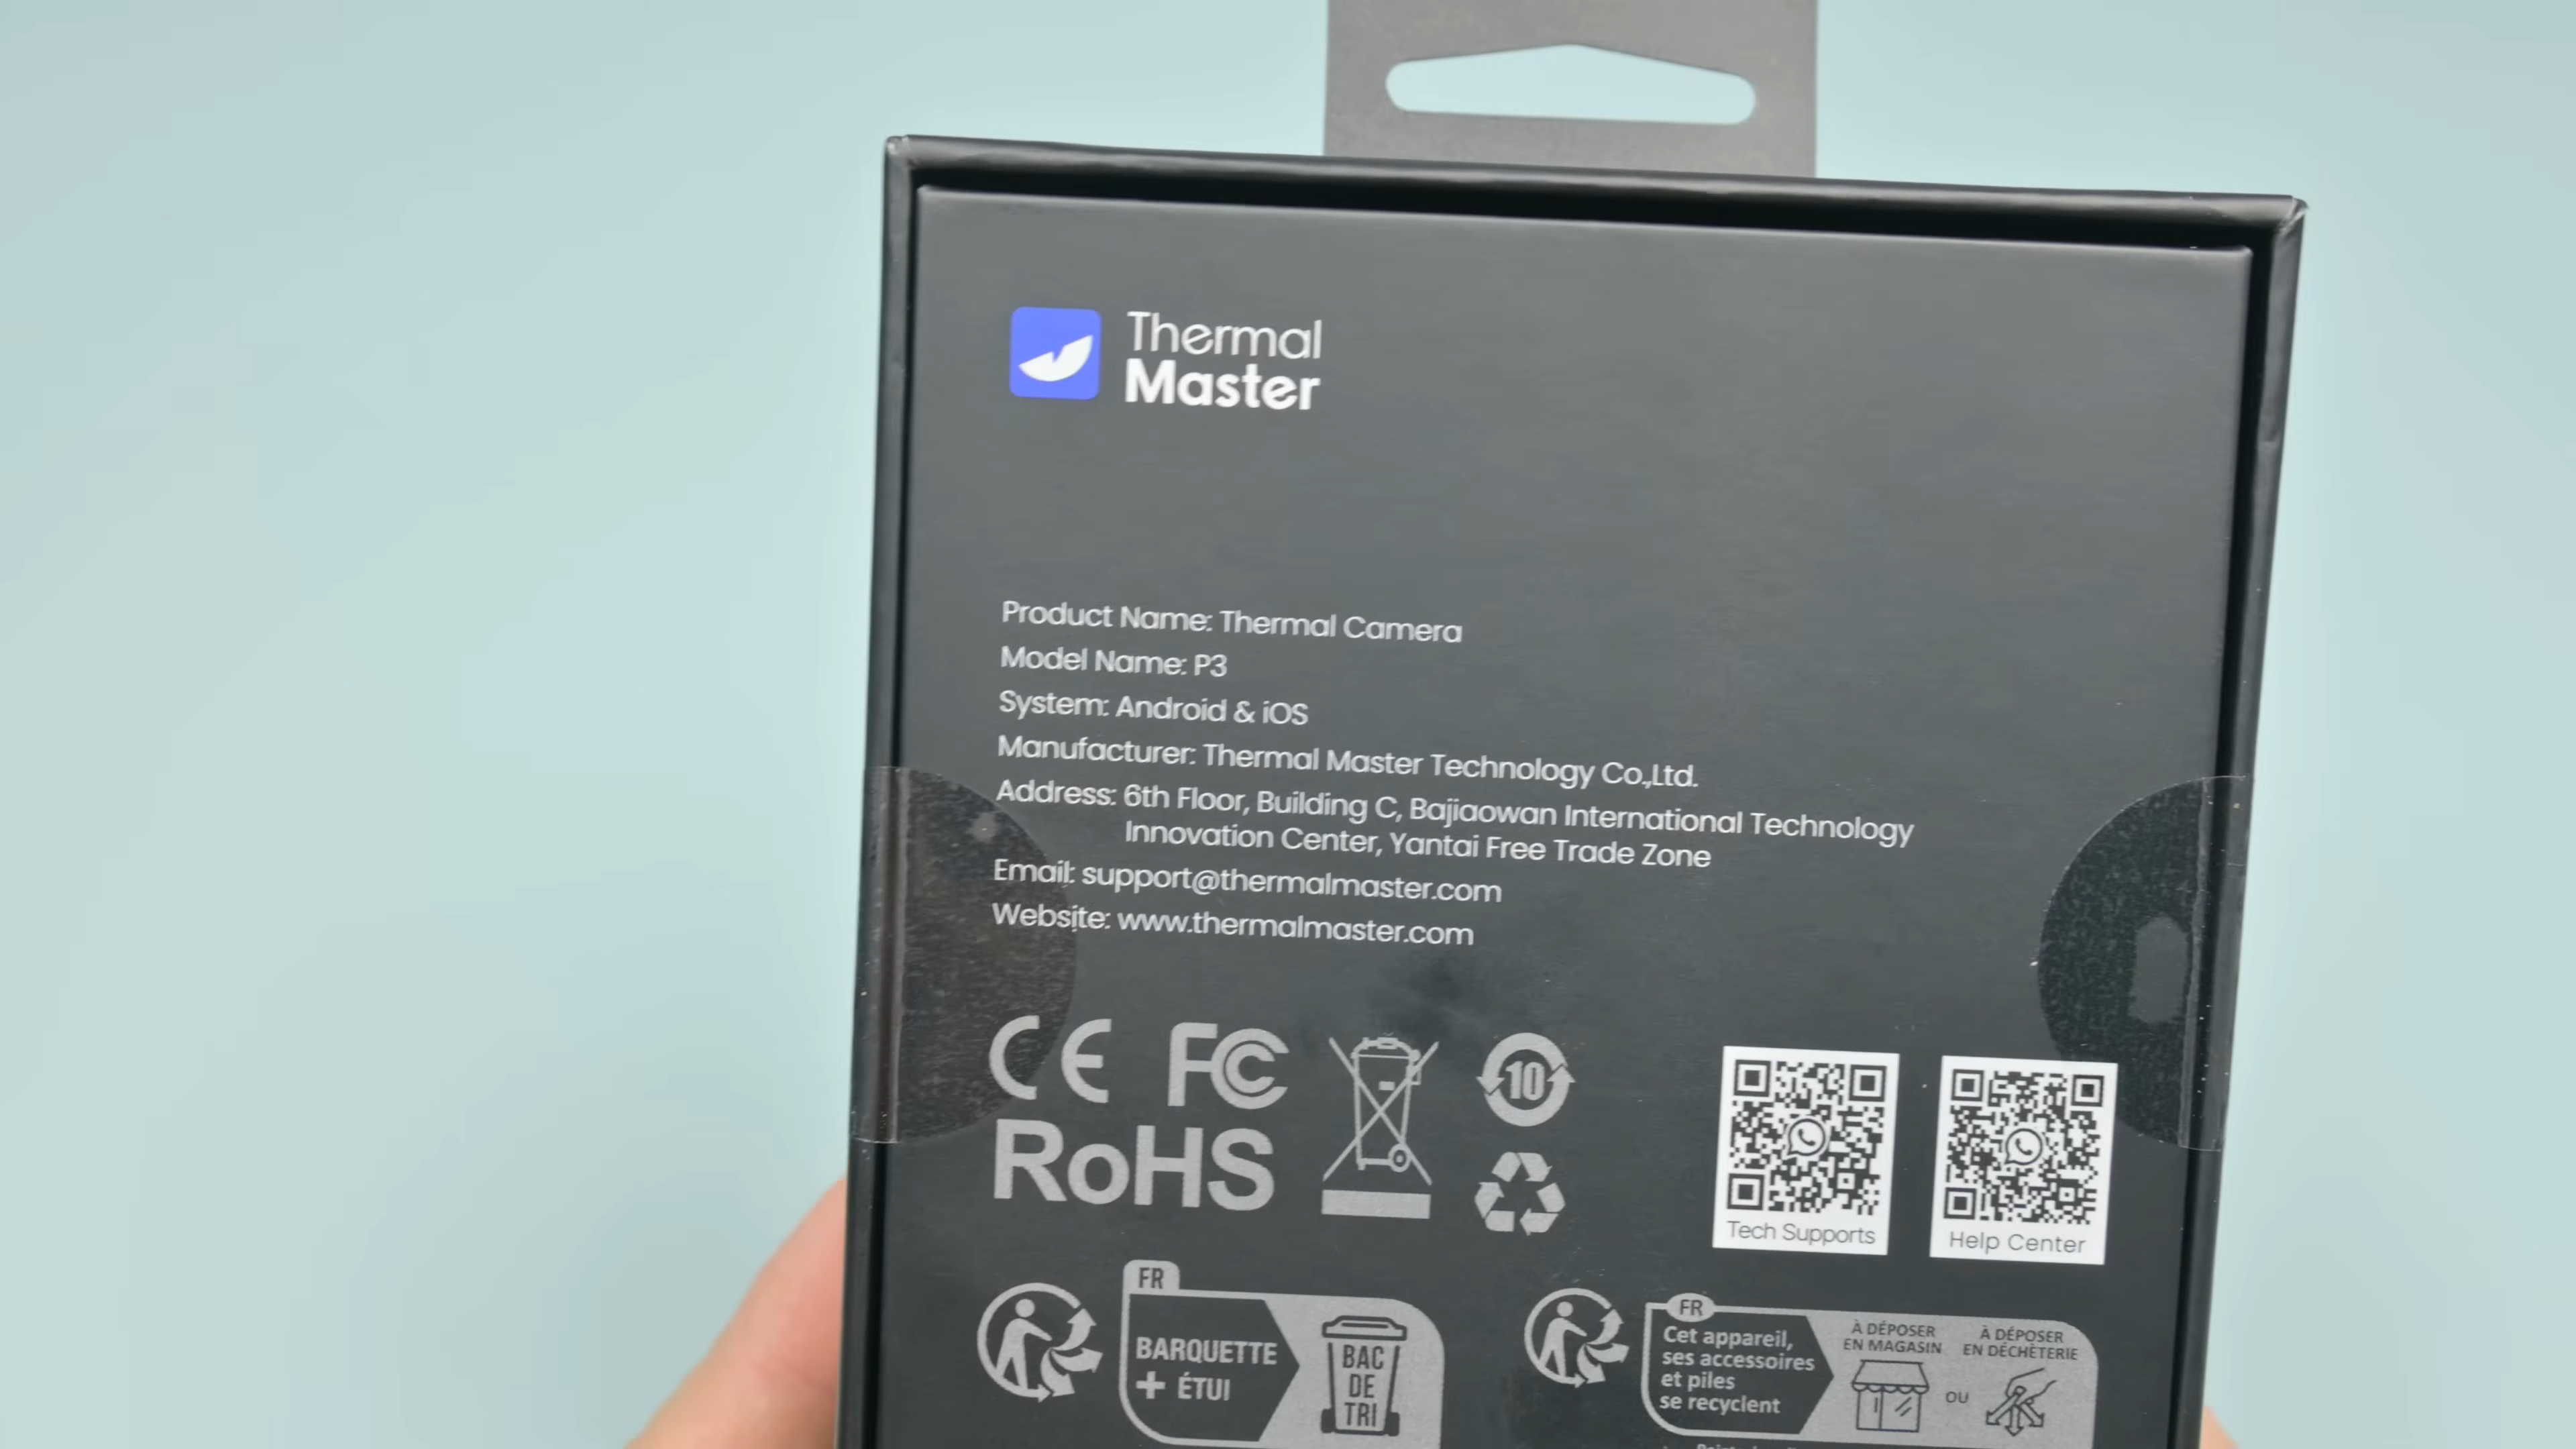 Thermal
Master
Product Name: Thermal Camera
Model Name: P3
System: Android & iOS
Manufacturer: Thermal Master Technology Co.,Ltd.
Address: 6th Floor, Building C, Bajiaowan International Technology
Innovation Center, Yantai Free Trade Zone
Email: support@thermalmaster.com
Website: www.thermalmaster.com
CE FC
RoHS
10
Tech Supports
Help Center
FR
BARQUETTE
+ ÉTUI
BAC
DE
TRI
FR
Cet appareil,
ses accessoires
et piles
se recyclent
À DÉPOSER
EN MAGASIN
OU
À DÉPOSER
EN DÉCHÈTERIE